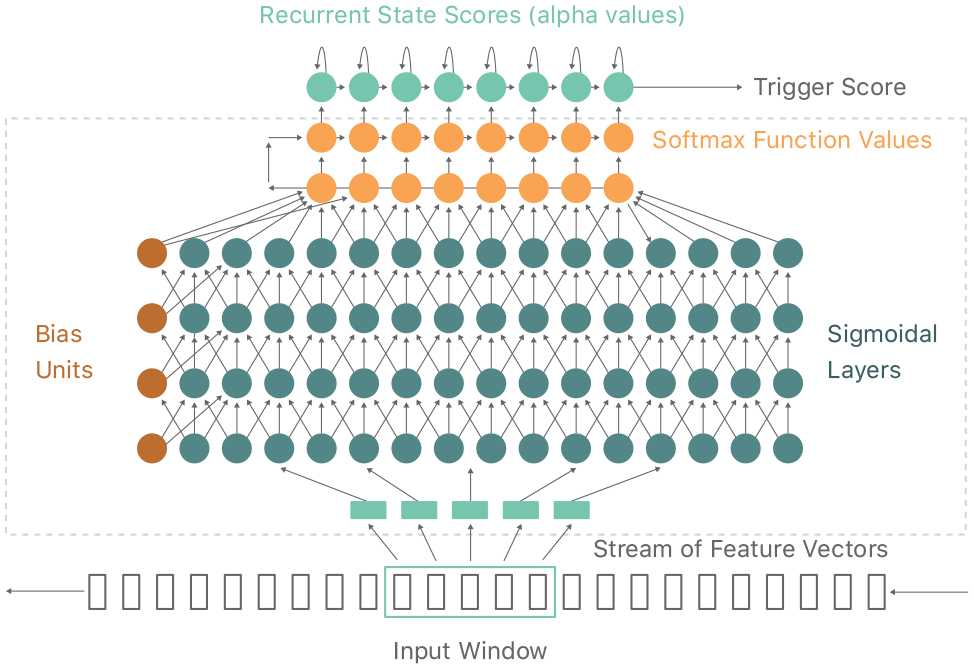 Recurrent State Scores (alpha values)
Trigger Score
Softmax Function Values
Bias
Units
Sigmoidal
Layers
Stream of Feature Vectors
Input Window